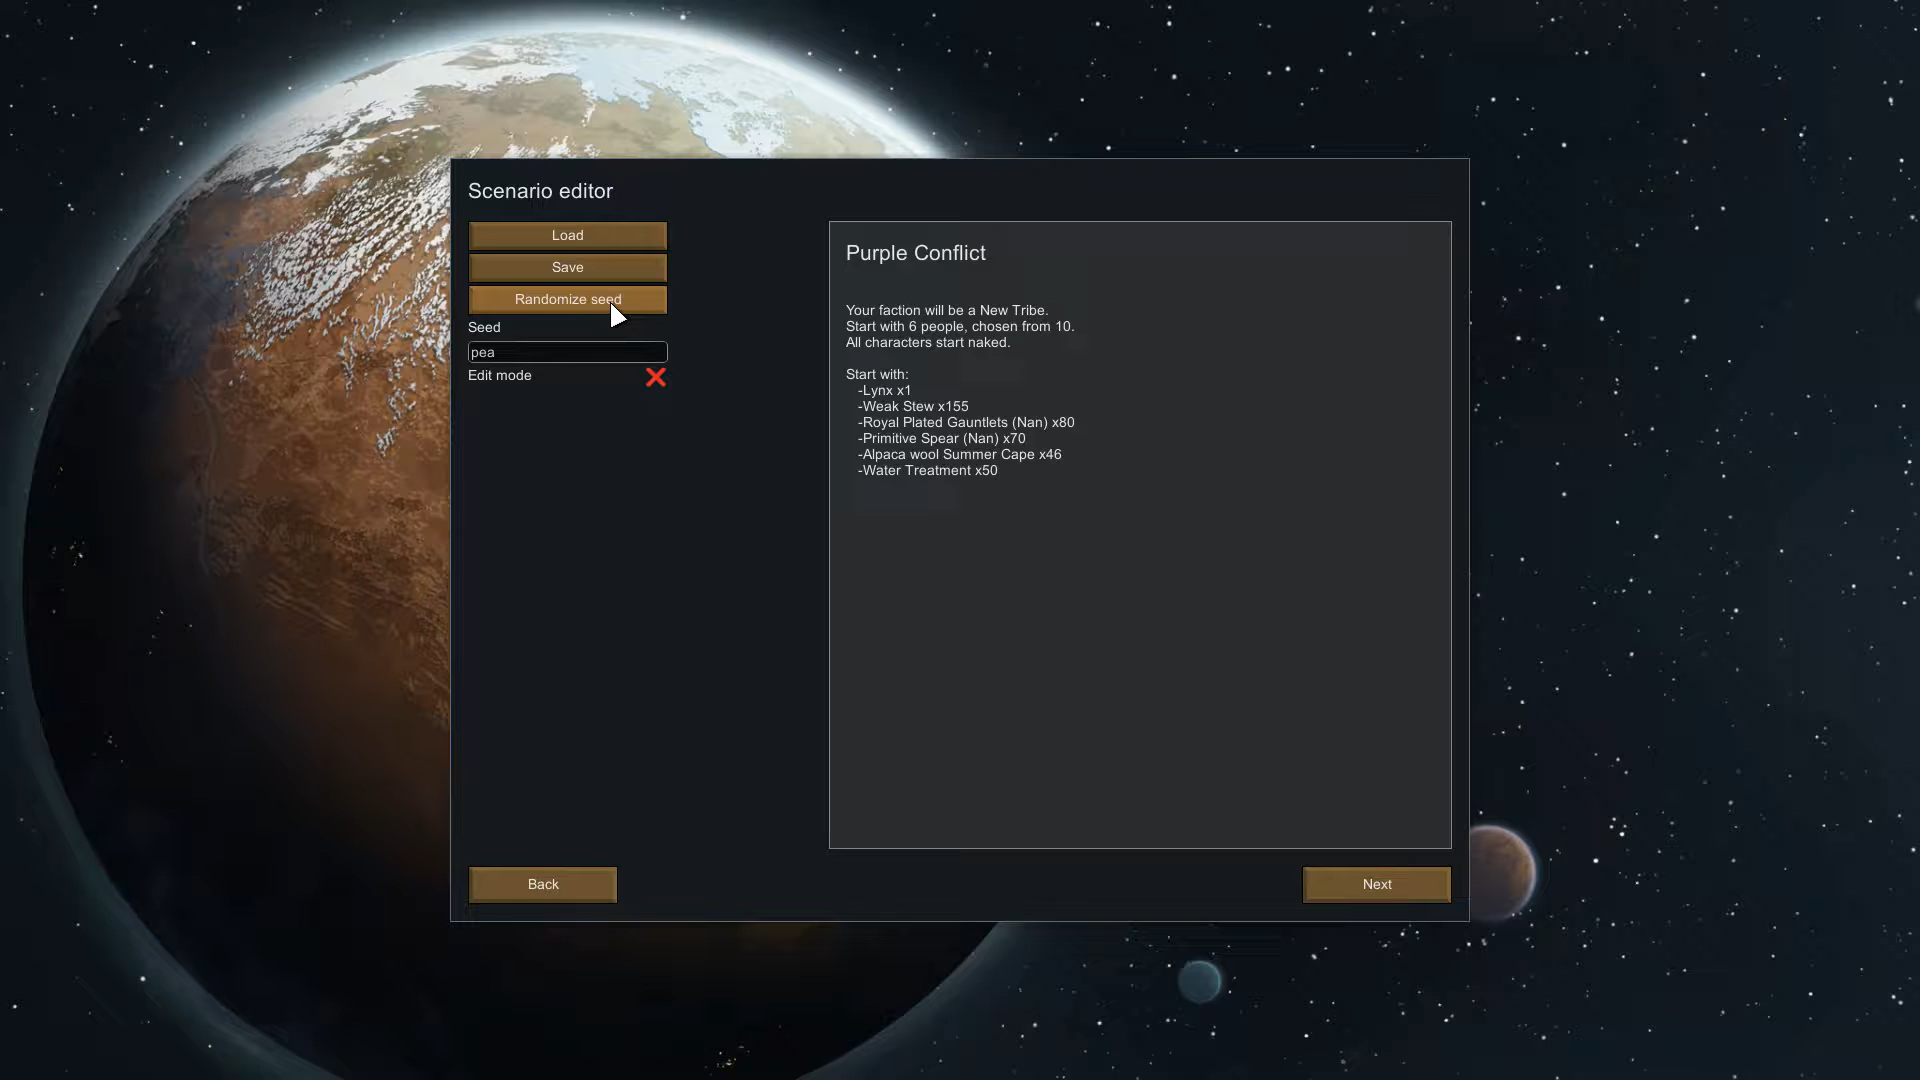 Scenario editor
Load
Save
Randomize seed
Seed
pea
Edit mode
Purple Conflict
Your faction will be a New Tribe.
Start with 6 people, chosen from 10.
All characters start naked.
Start with:
-Lynx x1
-Weak Stew x155
-Royal Plated Gauntlets (Nan) x80
-Primitive Spear (Nan) x70
-Alpaca wool Summer Cape x46
-Water Treatment x50
Back
Next